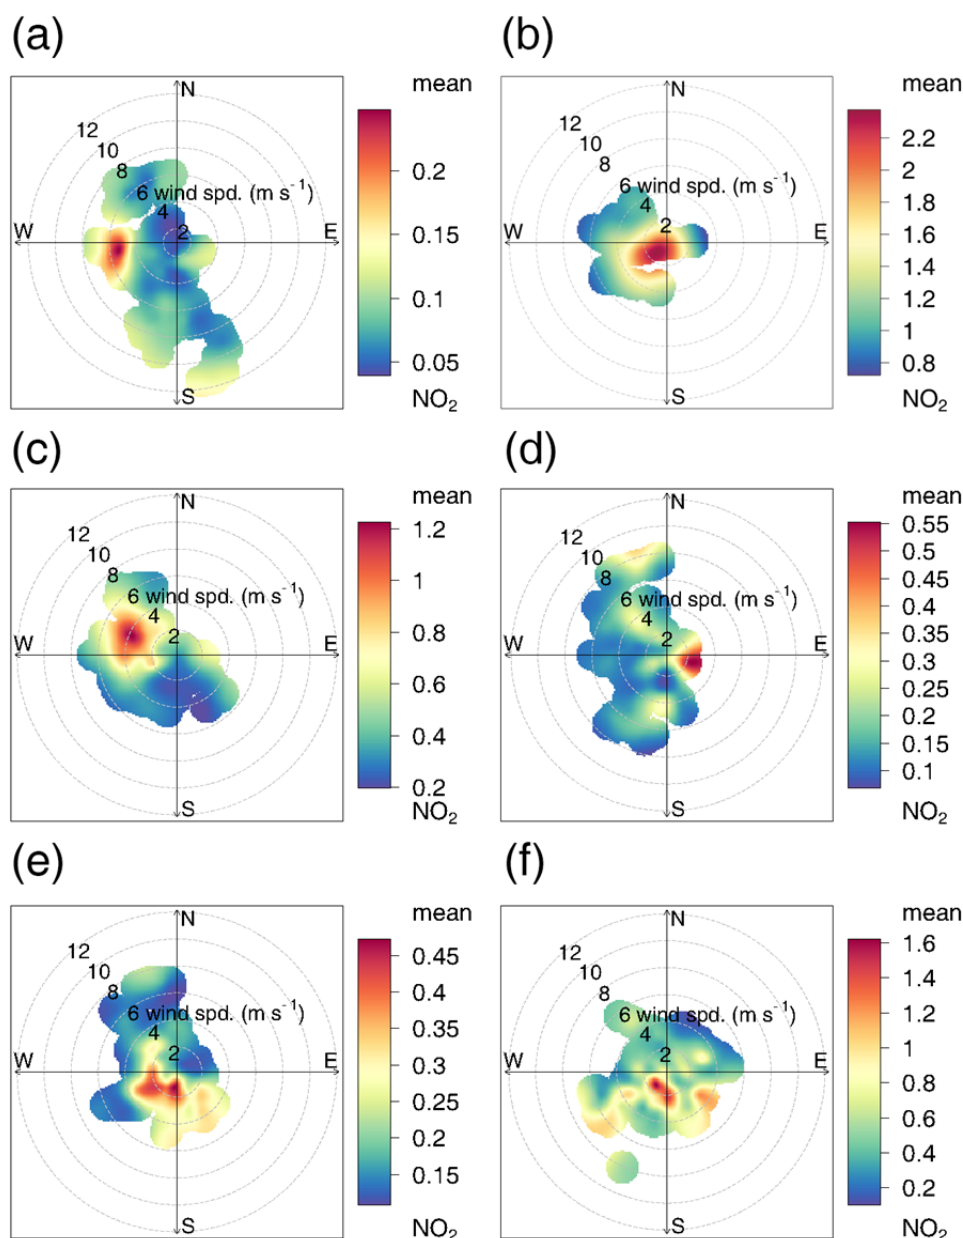 (a)
mean
N
12
10
8
6 wind spd. (m s⁻¹)
4
2
W
E
S
0.2
0.15
0.1
0.05
NO₂
(b)
mean
N
12
10
8
6 wind spd. (m s⁻¹)
4
2
W
E
S
2.2
2
1.8
1.6
1.4
1.2
1
0.8
NO₂
(c)
mean
N
12
10
8
6 wind spd. (m s⁻¹)
4
2
W
E
S
1.2
1
0.8
0.6
0.4
0.2
NO₂
(d)
mean
N
12
10
8
6 wind spd. (m s⁻¹)
4
2
W
E
S
0.55
0.5
0.45
0.4
0.35
0.3
0.25
0.2
0.15
0.1
NO₂
(e)
mean
N
12
10
8
6 wind spd. (m s⁻¹)
4
2
W
E
S
0.45
0.4
0.35
0.3
0.25
0.2
0.15
NO₂
(f)
mean
N
12
10
8
6 wind spd. (m s⁻¹)
4
2
W
E
S
1.6
1.4
1.2
1
0.8
0.6
0.4
0.2
NO₂